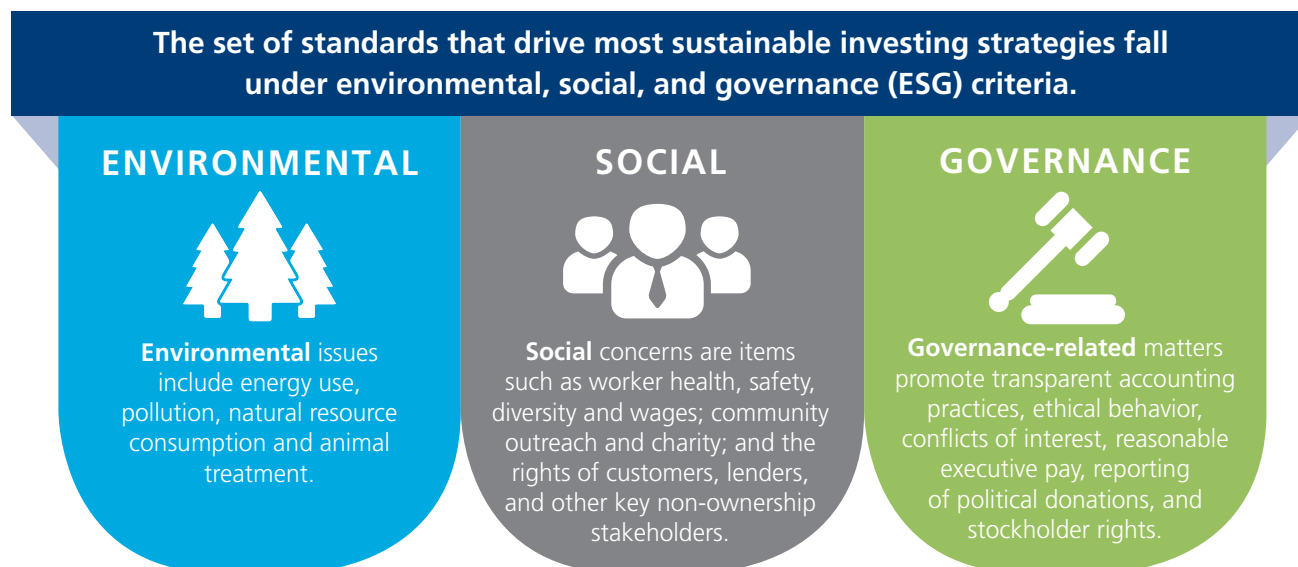 The set of standards that drive most sustainable investing strategies fall
under environmental, social, and governance (ESG) criteria.
ENVIRONMENTAL
Environmental issues
include energy use,
pollution, natural resource
consumption and animal
treatment.
SOCIAL
Social concerns are items
such as worker health, safety,
diversity and wages; community
outreach and charity; and the
rights of customers, lenders,
and other key non-ownership
stakeholders.
GOVERNANCE
Governance-related matters
promote transparent accounting
practices, ethical behavior,
conflicts of interest, reasonable
executive pay, reporting
of political donations, and
stockholder rights.